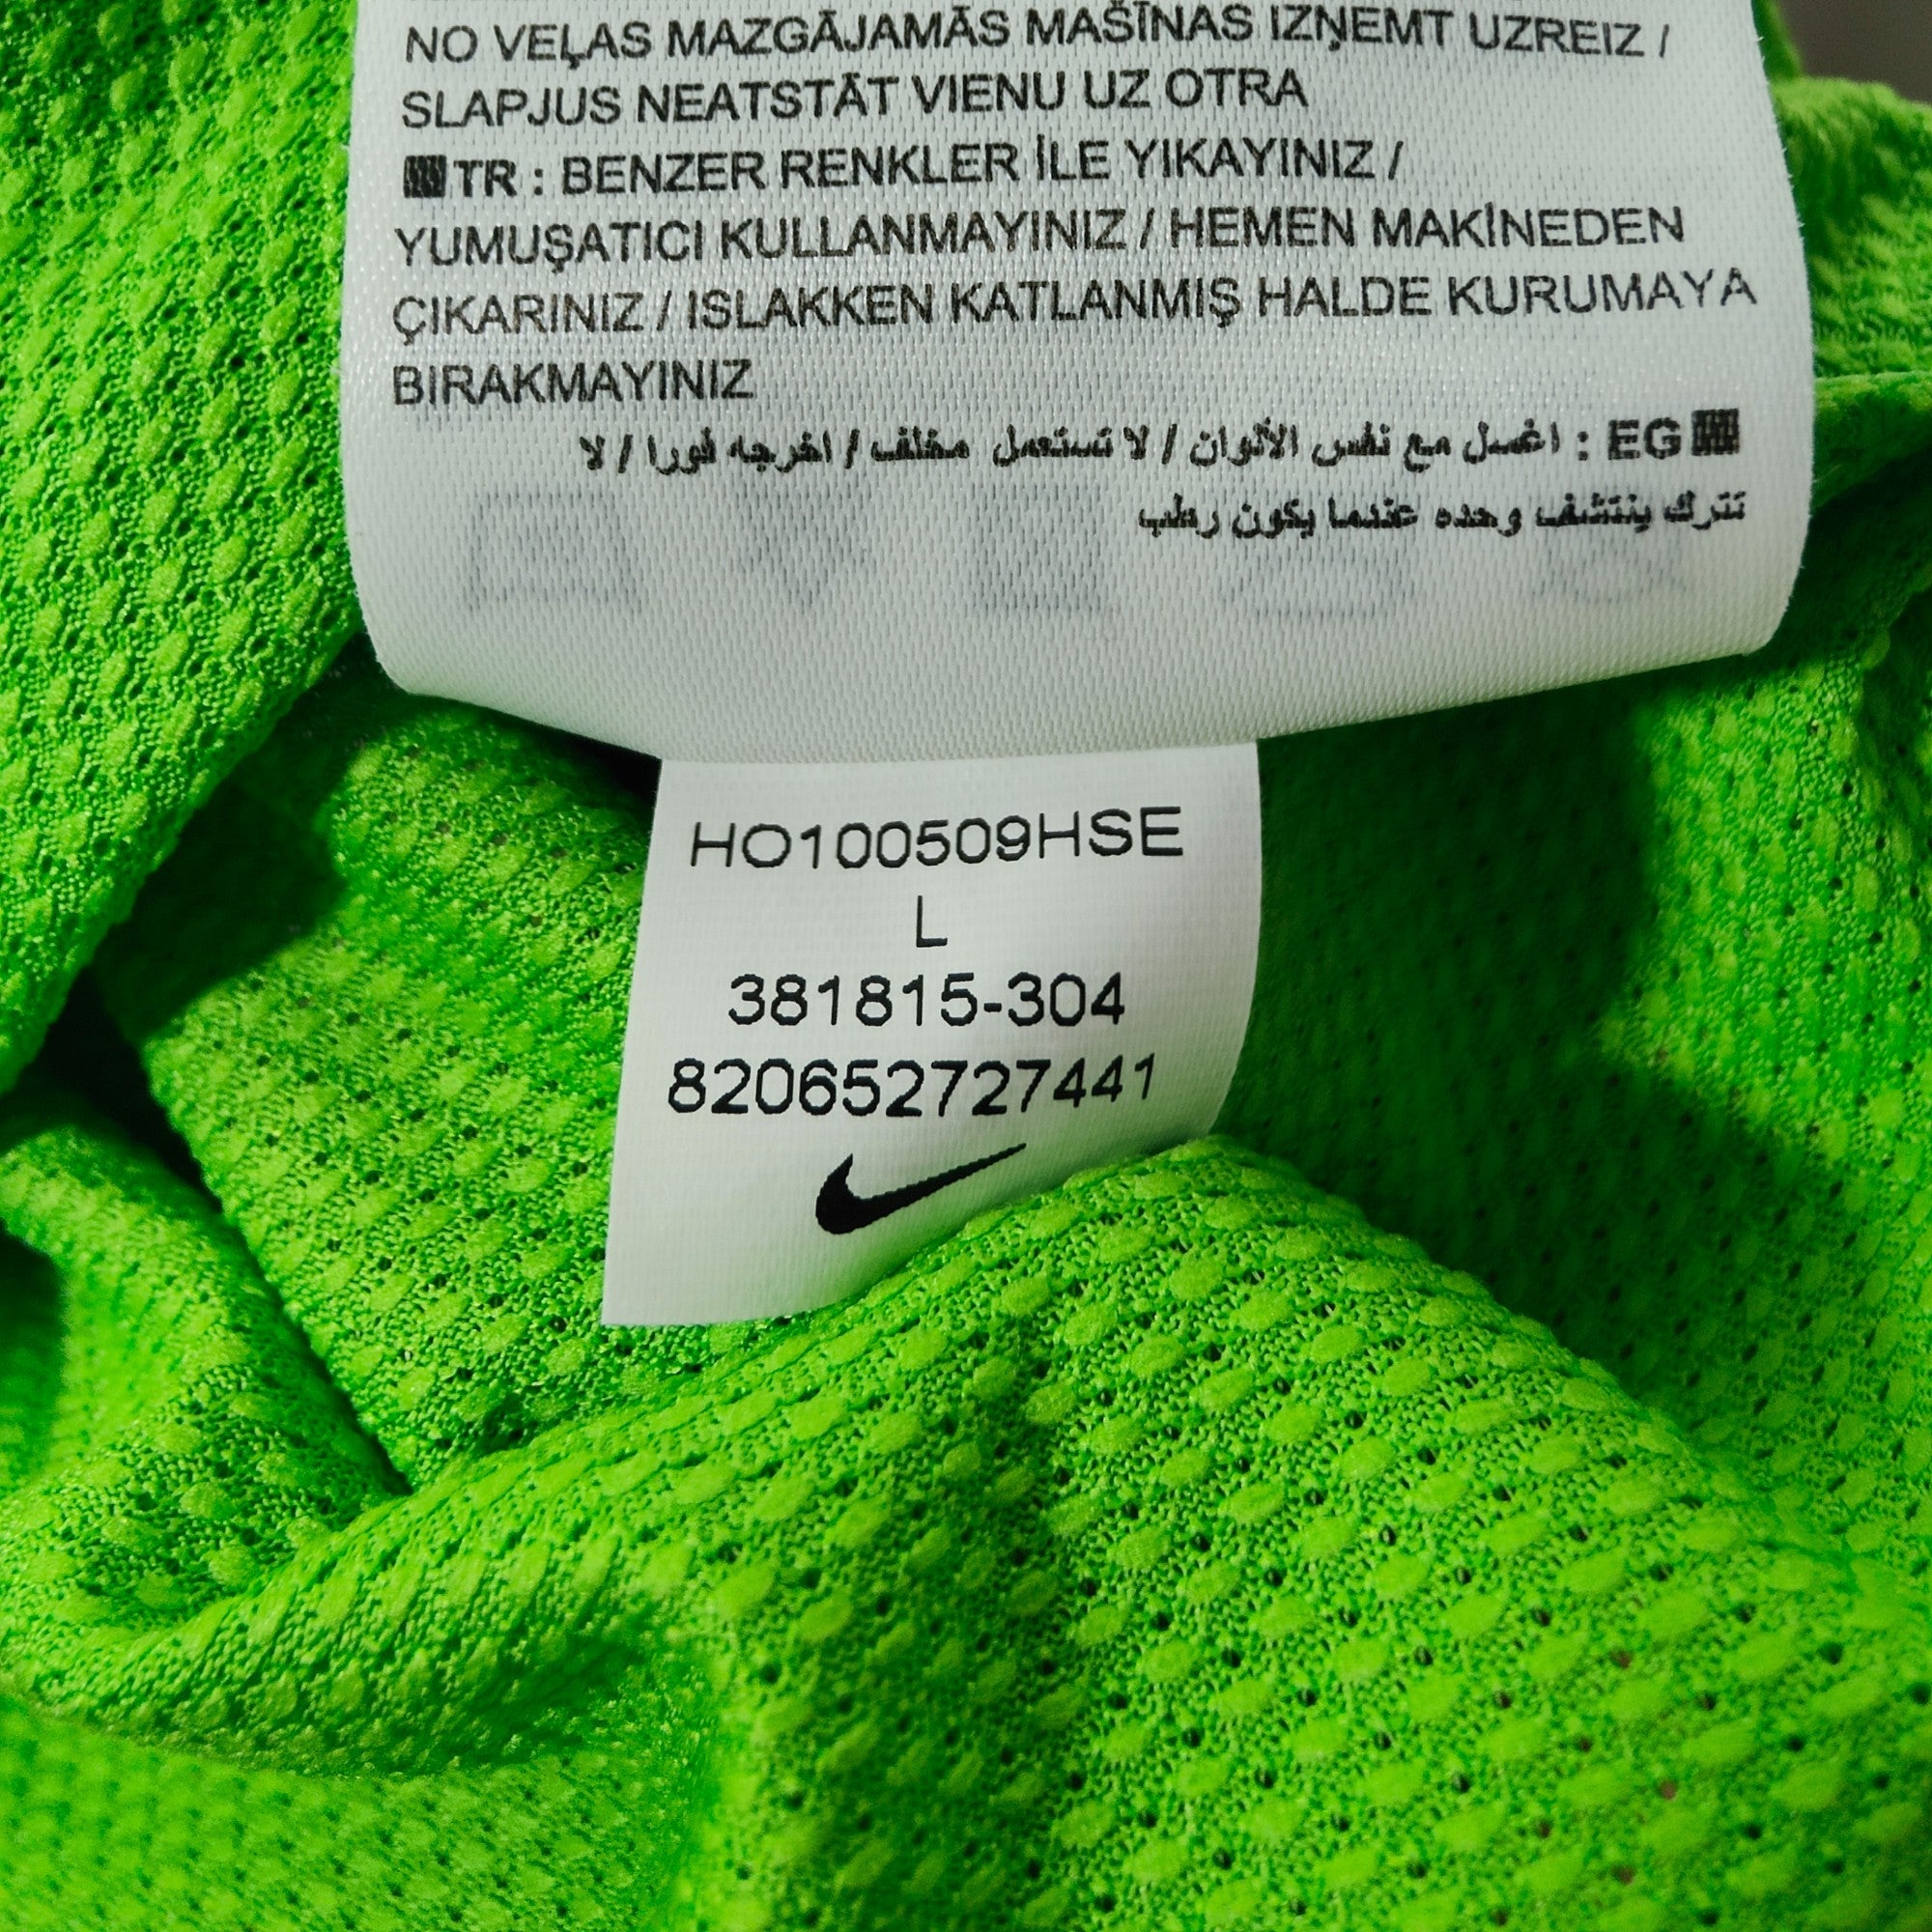 NO VEĻAS MAZGĀJAMĀS MAŠĪNAS IZŅEMT UZREIZ /
SLAPJUS NEATSTĀT VIENU UZ OTRA
TR : BENZER RENKLER İLE YIKAYINIZ /
YUMUŞATICI KULLANMAYINIZ / HEMEN MAKİNEDEN
ÇIKARINIZ / ISLAKKEN KATLANMIŞ HALDE KURUMAYA
BIRAKMAYINIZ
EG : اغسل مع نفس الألوان / لا تستعمل مخلف / اخرجه فورا / لا
تترك ينتشف وحده عندما يكون رطب
HO100509HSE
L
381815-304
820652727441